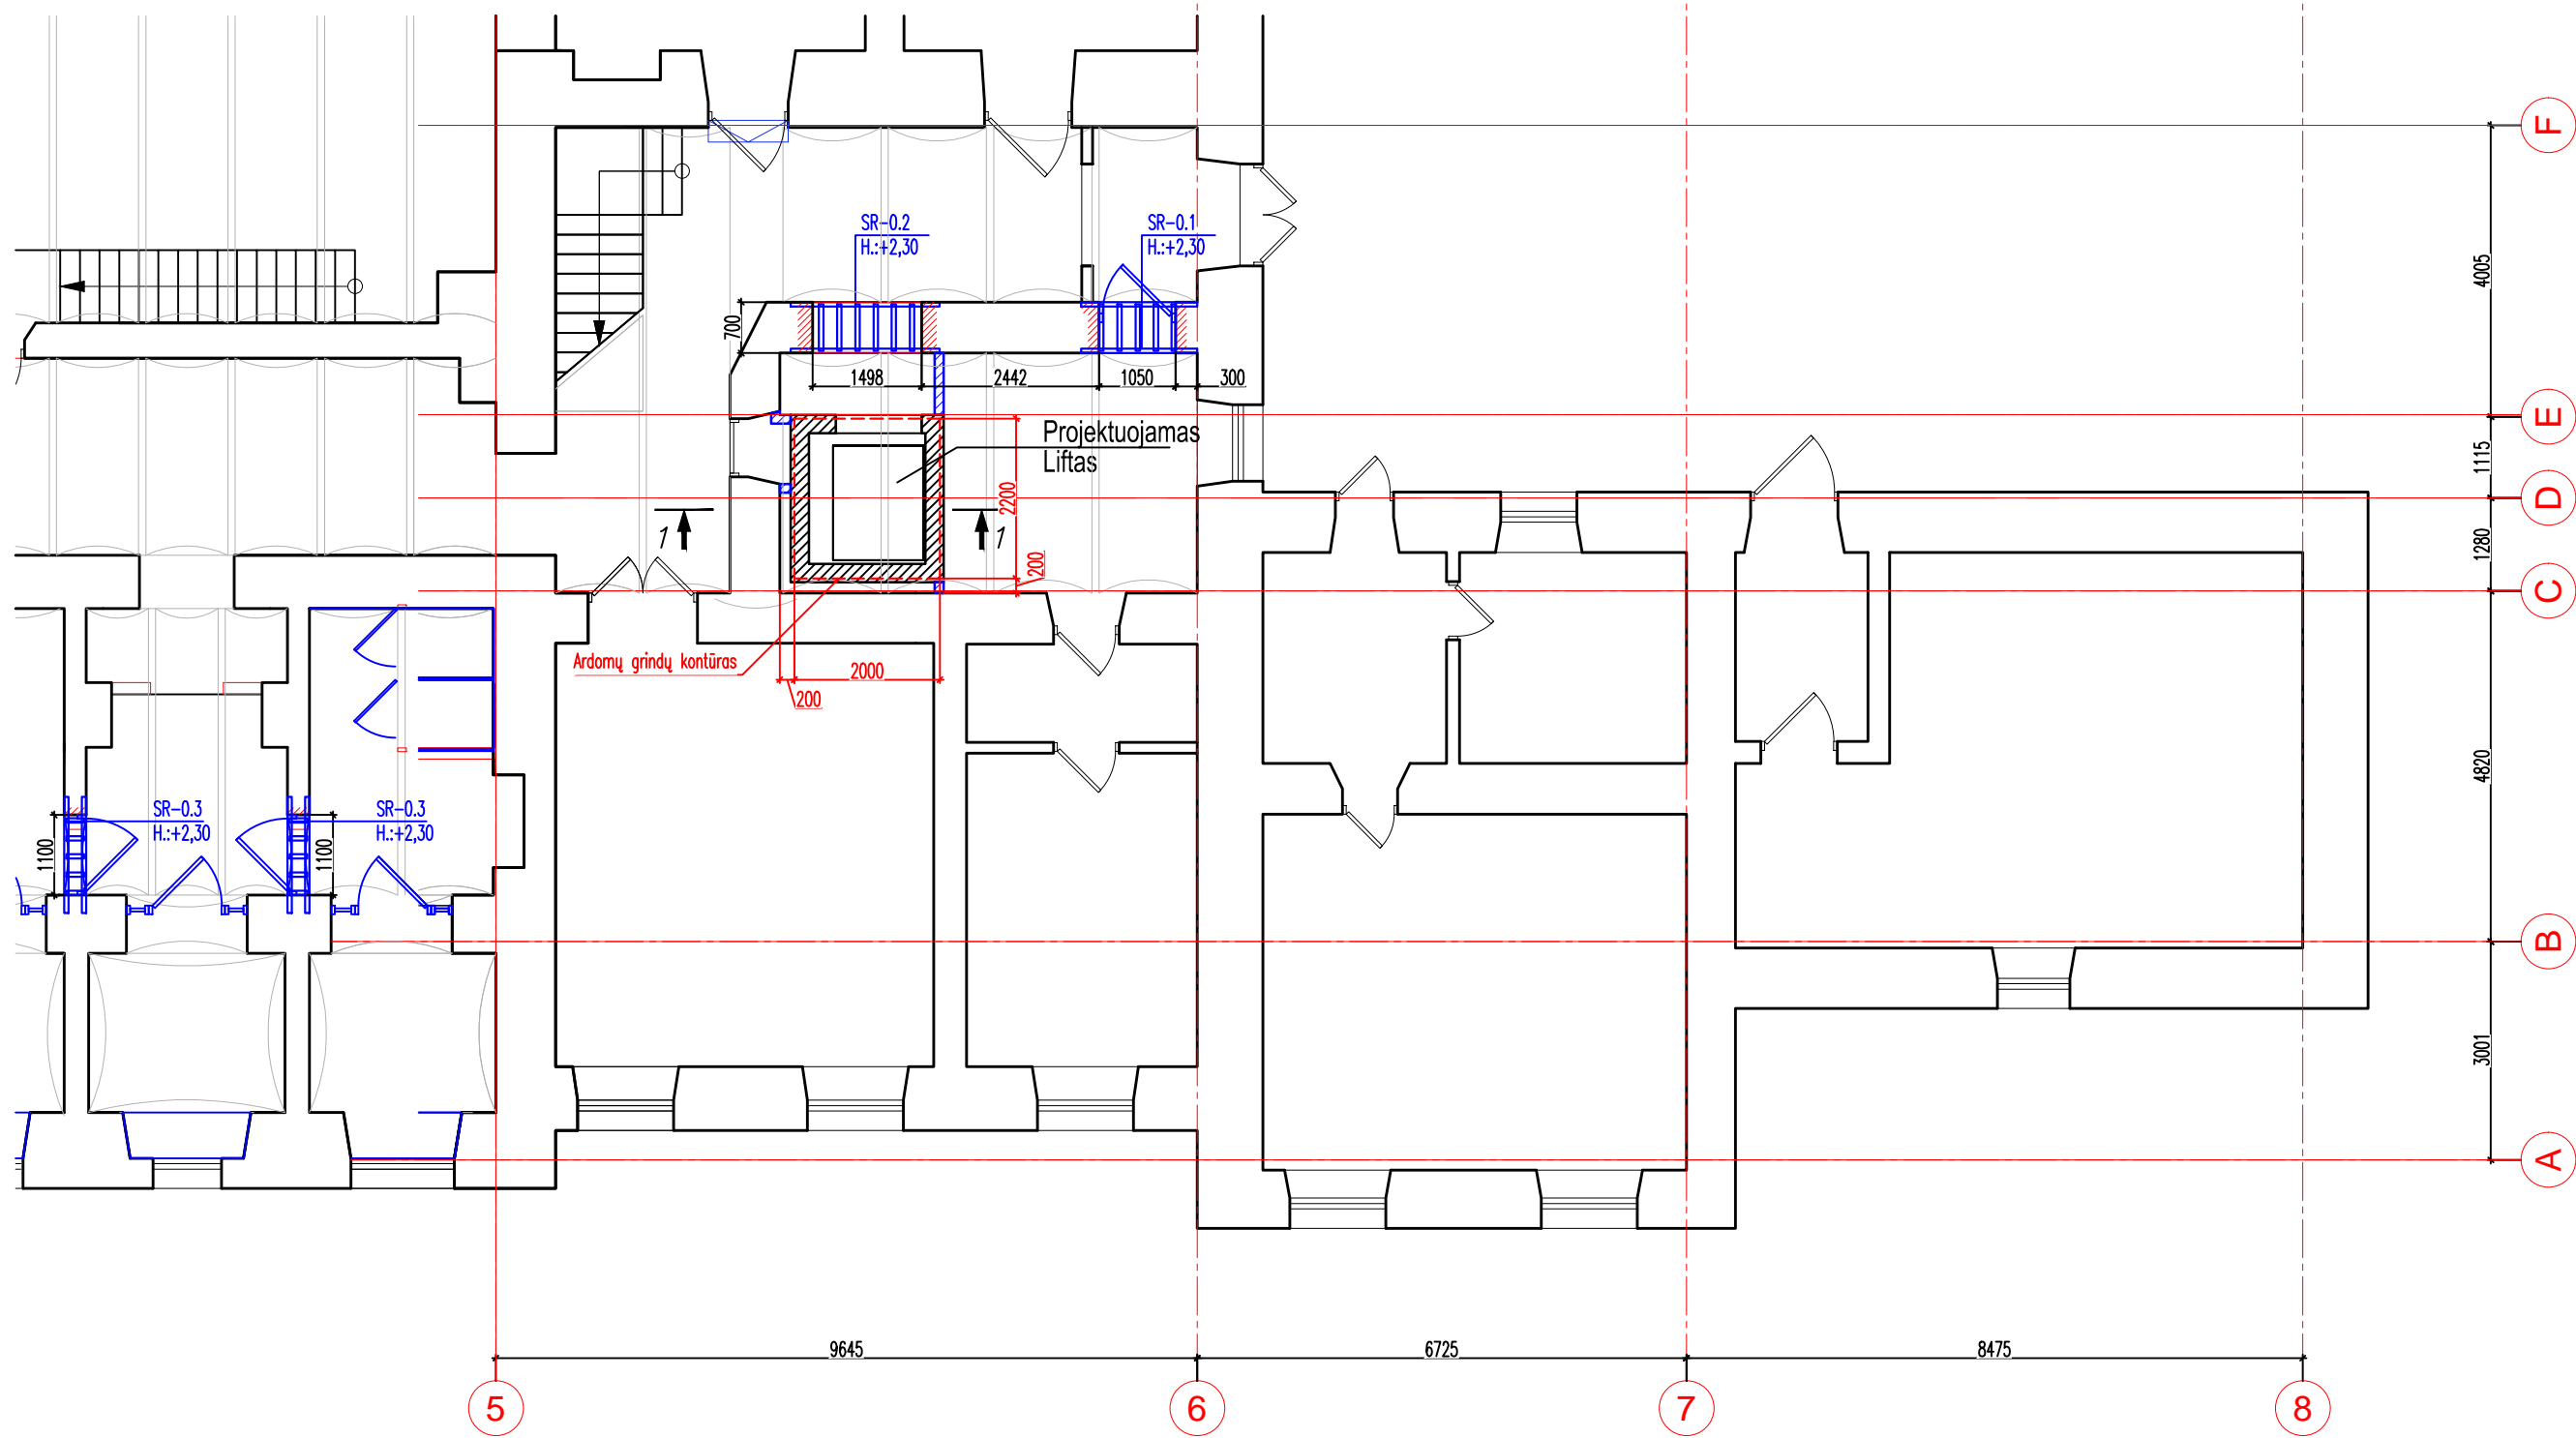 F
SR-0.2
H.:+2,30
SR-0.1
H.:+2,30
4005
700
1498
2442
1050
300
E
Projektuojamas
Liftas
1115
2200
D
1
1
1280
200
C
Ardomų grindų kontūras
2000
200
4820
SR-0.3
H.:+2,30
SR-0.3
H.:+2,30
1100
1100
B
3001
A
9645
6725
8475
5
6
7
8